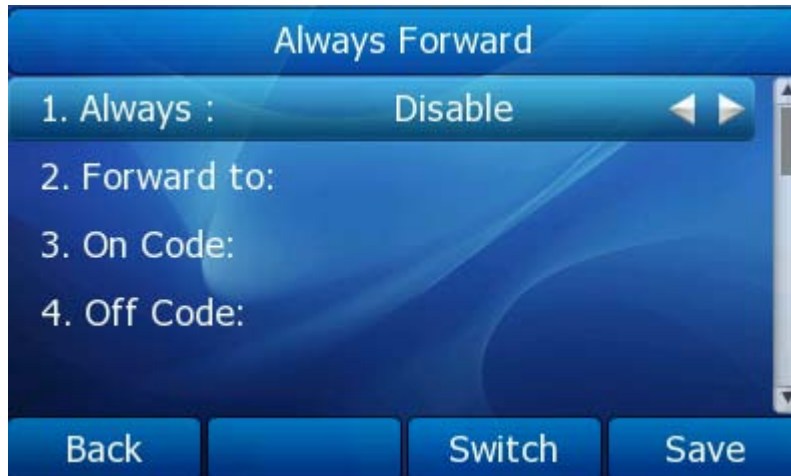 Always Forward
1. Always : Disable
2. Forward to:
3. On Code:
4. Off Code:
Back Switch Save